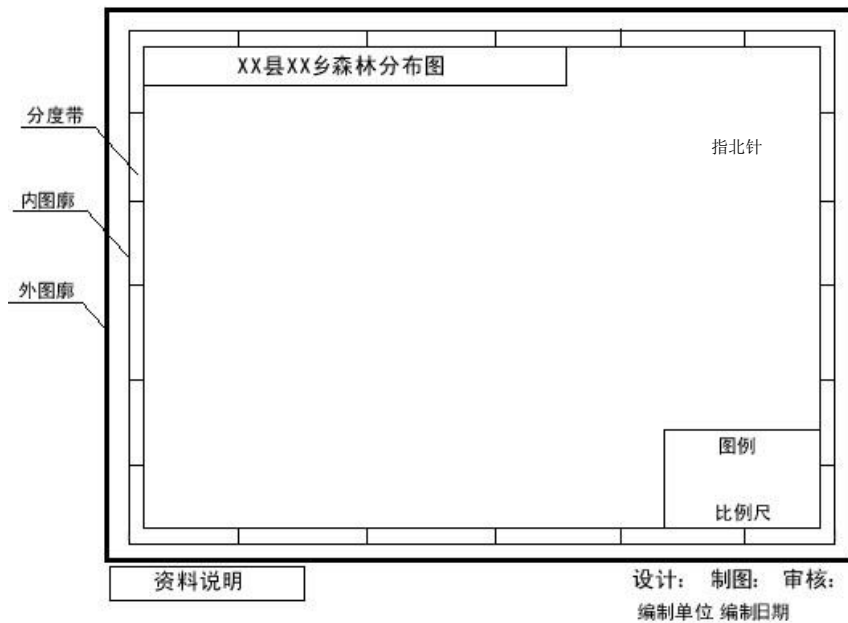 XX县XX乡森林分布图
分度带
指北针
内图廓
外图廓
图例
比例尺
资料说明
设计： 制图： 审核：
编制单位 编制日期